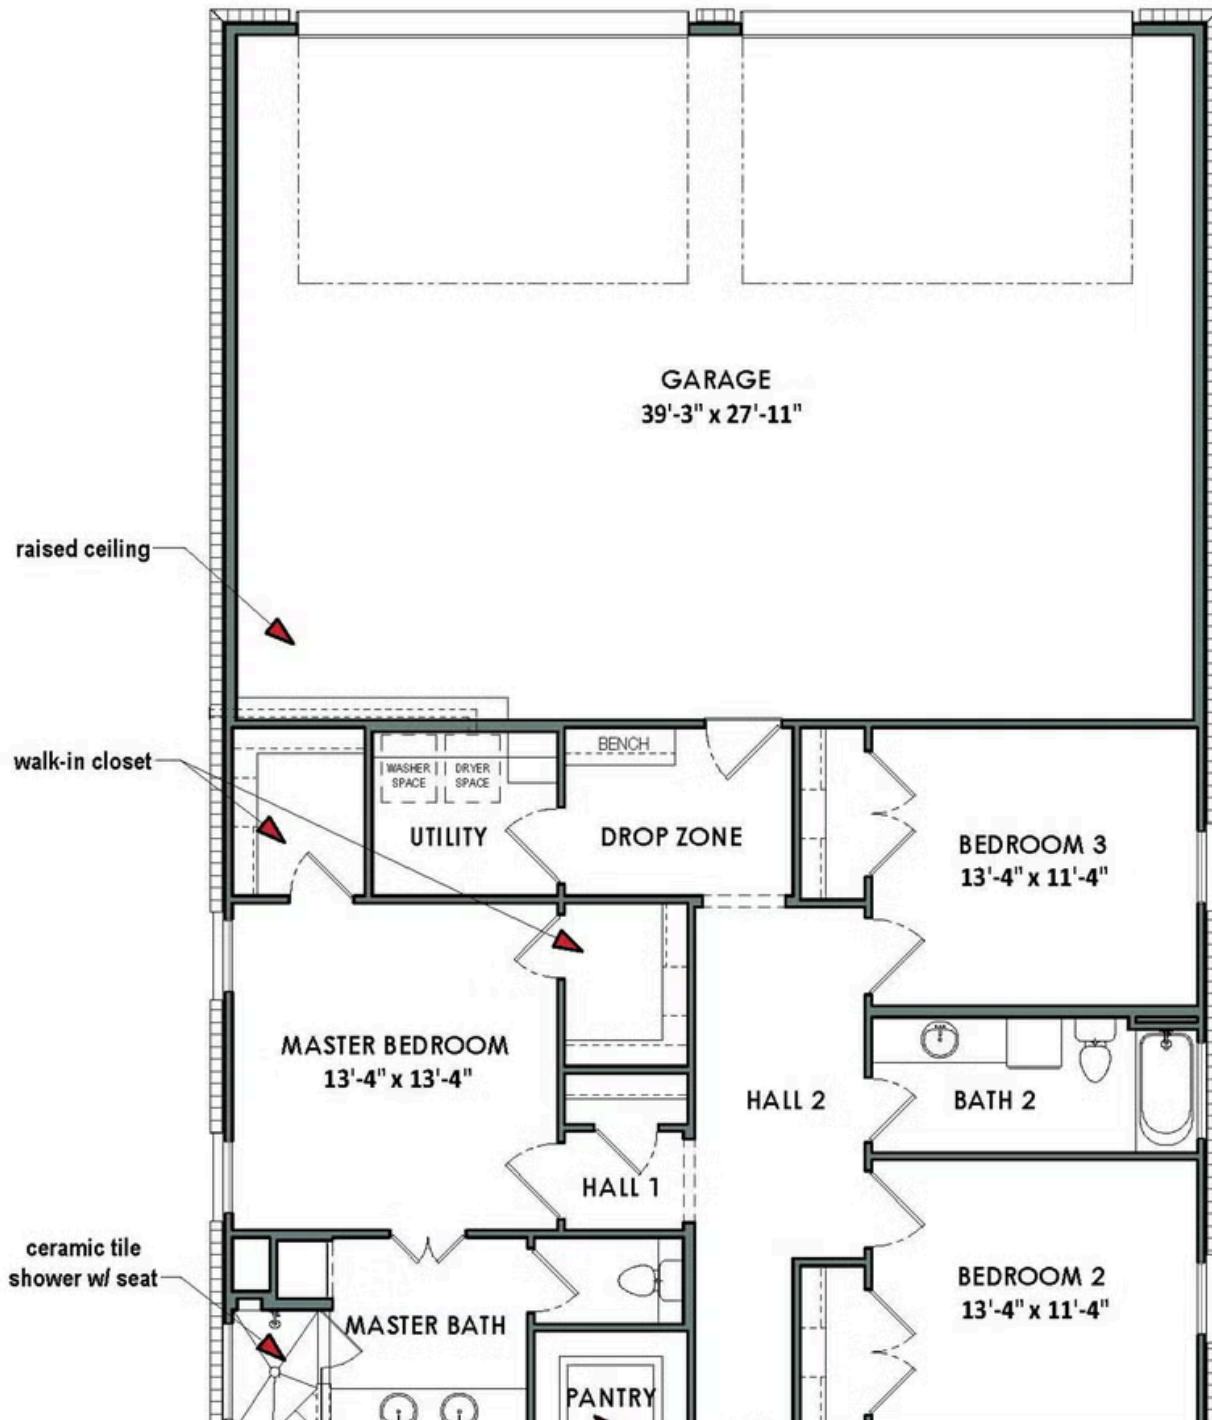 GARAGE
39'-3" x 27'-11"
raised ceiling
walk-in closet
BENCH
WASHER
SPACE
DRYER
SPACE
UTILITY
DROP ZONE
BEDROOM 3
13'-4" x 11'-4"
MASTER BEDROOM
13'-4" x 13'-4"
HALL 2
BATH 2
HALL 1
ceramic tile
shower w/ seat
BEDROOM 2
13'-4" x 11'-4"
MASTER BATH
PANTRY